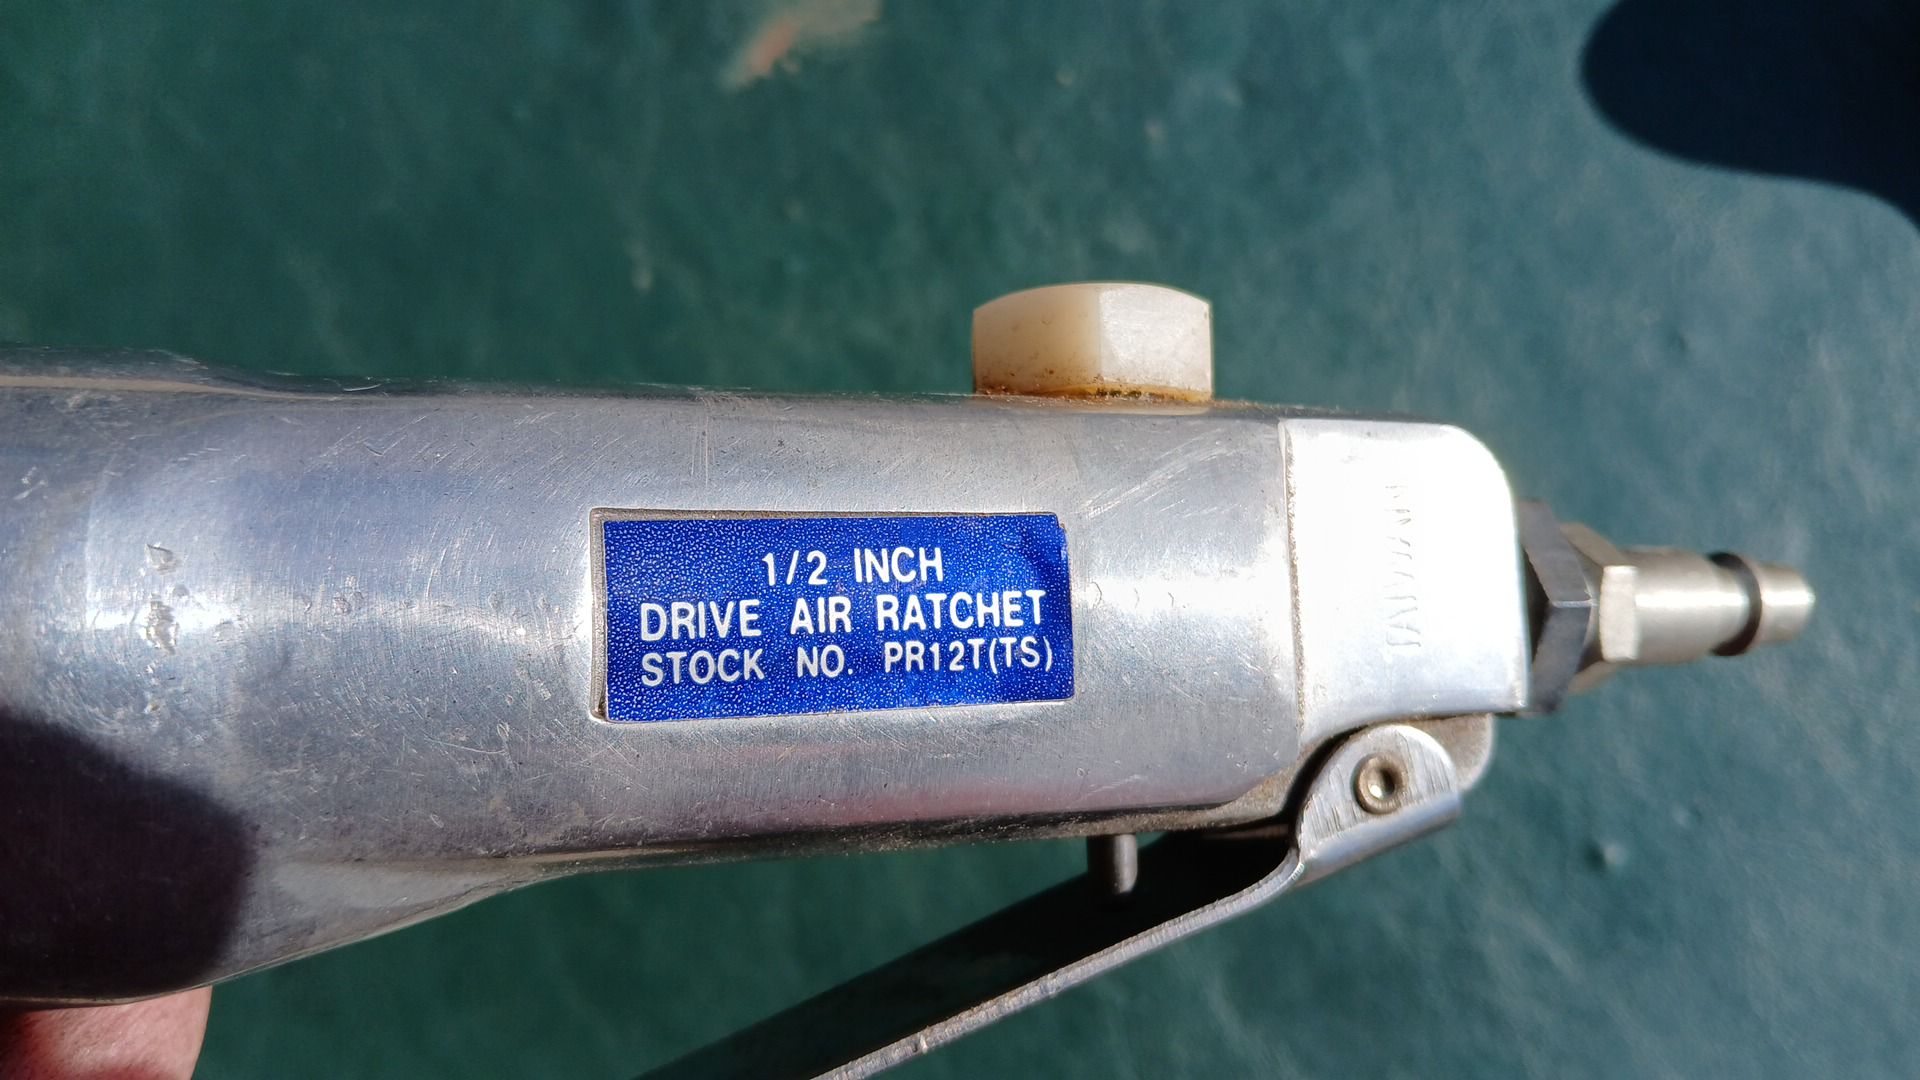 1/2 INCH
DRIVE AIR RATCHET
STOCK NO. PR12T(TS)
TAIWAN